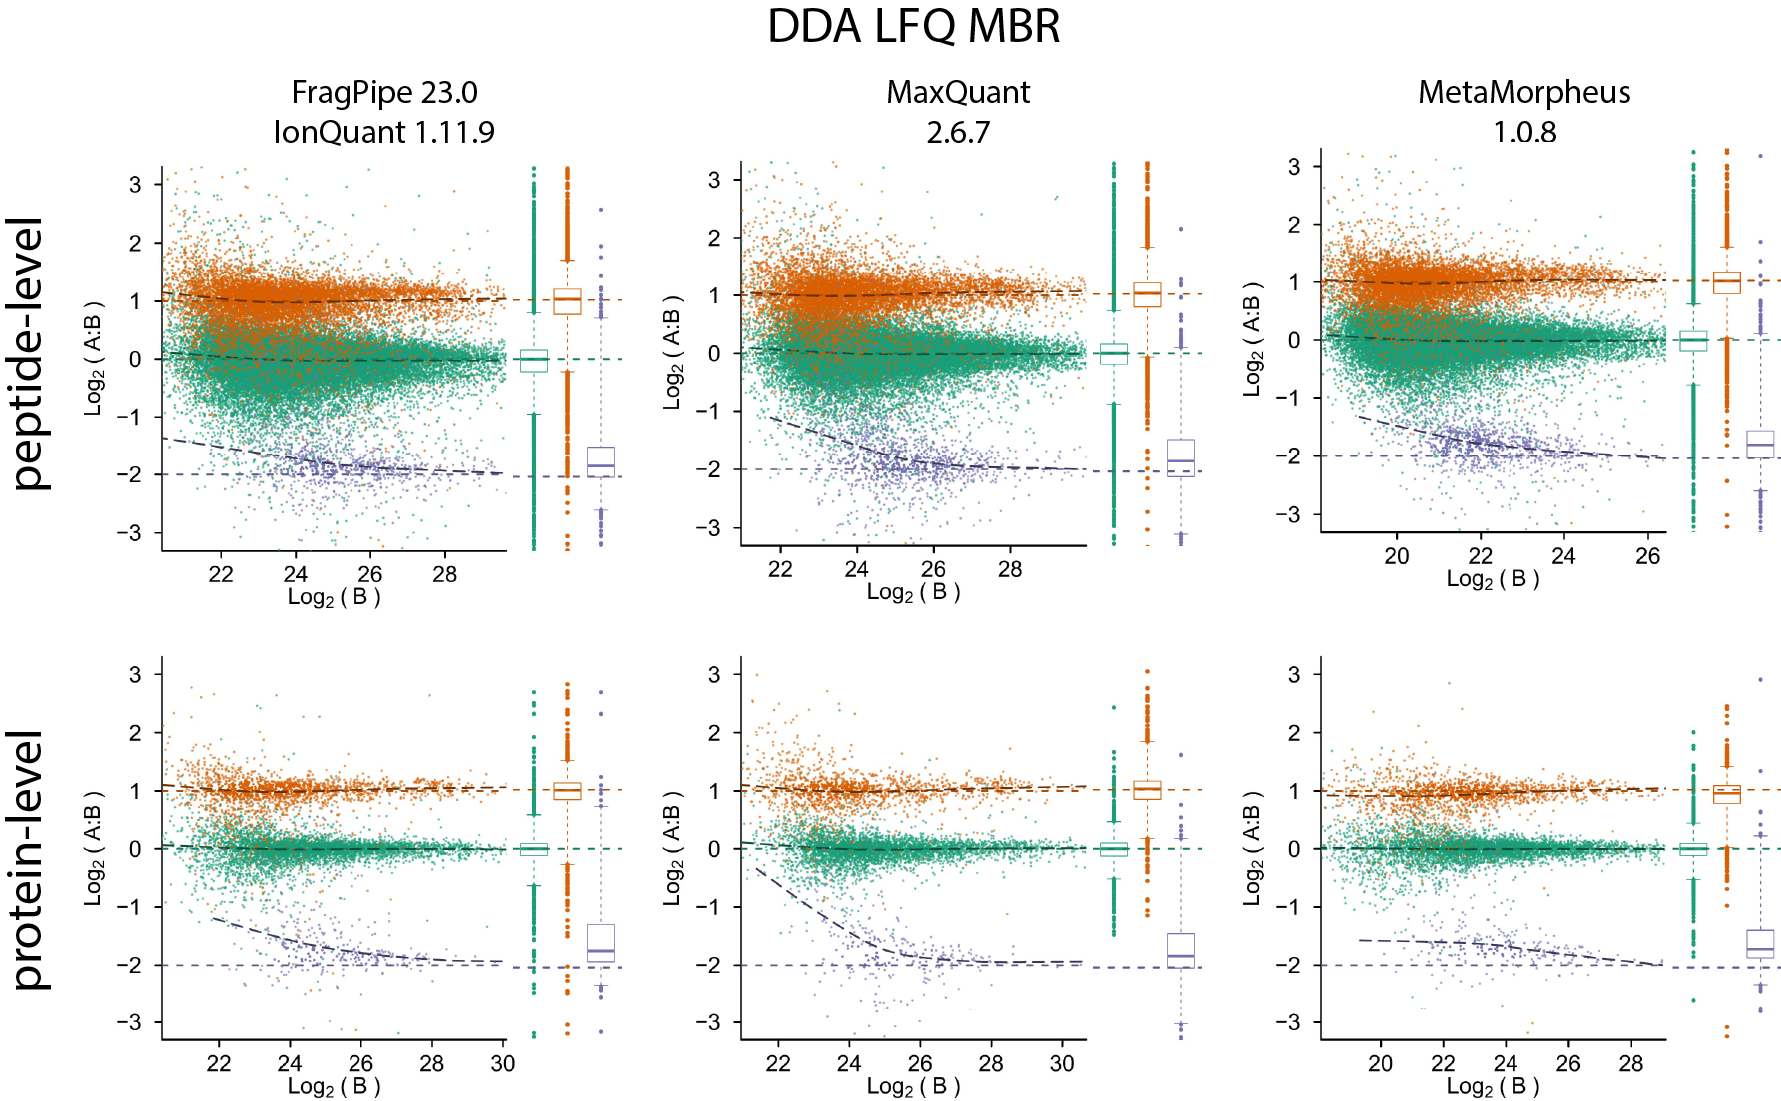 DDA LFQ MBR
FragPipe 23.0
IonQuant 1.11.9
MaxQuant
2.6.7
MetaMorpheus
1.0.8
peptide-level
Log2 ( A:B )
3
2
1
0
−1
−2
−3
22 24 26 28
Log2 ( B )
Log2 ( A:B )
3
2
1
0
−1
−2
−3
22 24 26 28
Log2 ( B )
Log2 ( A:B )
3
2
1
0
−1
−2
−3
20 22 24 26
Log2 ( B )
protein-level
Log2 ( A:B )
3
2
1
0
−1
−2
−3
22 24 26 28 30
Log2 ( B )
Log2 ( A:B )
3
2
1
0
−1
−2
−3
22 24 26 28 30
Log2 ( B )
Log2 ( A:B )
3
2
1
0
−1
−2
−3
20 22 24 26 28
Log2 ( B )